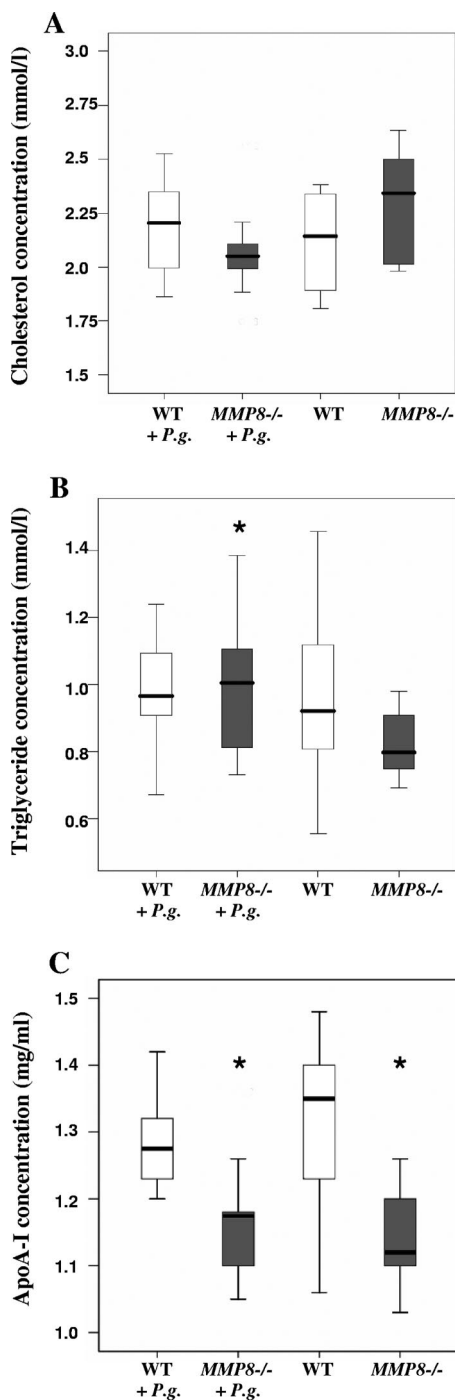 A
Cholesterol concentration (mmol/l)
3.0
2.75
2.5
2.25
2.0
1.75
1.5
WT MMP8-/- WT MMP8-/-
+ P.g. + P.g.
B
Triglyceride concentration (mmol/l)
*
1.4
1.2
1.0
0.8
0.6
WT MMP8-/- WT MMP8-/-
+ P.g. + P.g.
C
ApoA-I concentration (mg/ml)
1.5
1.4 * *
1.3
1.2
1.1
1.0
WT MMP8-/- WT MMP8-/-
+ P.g. + P.g.